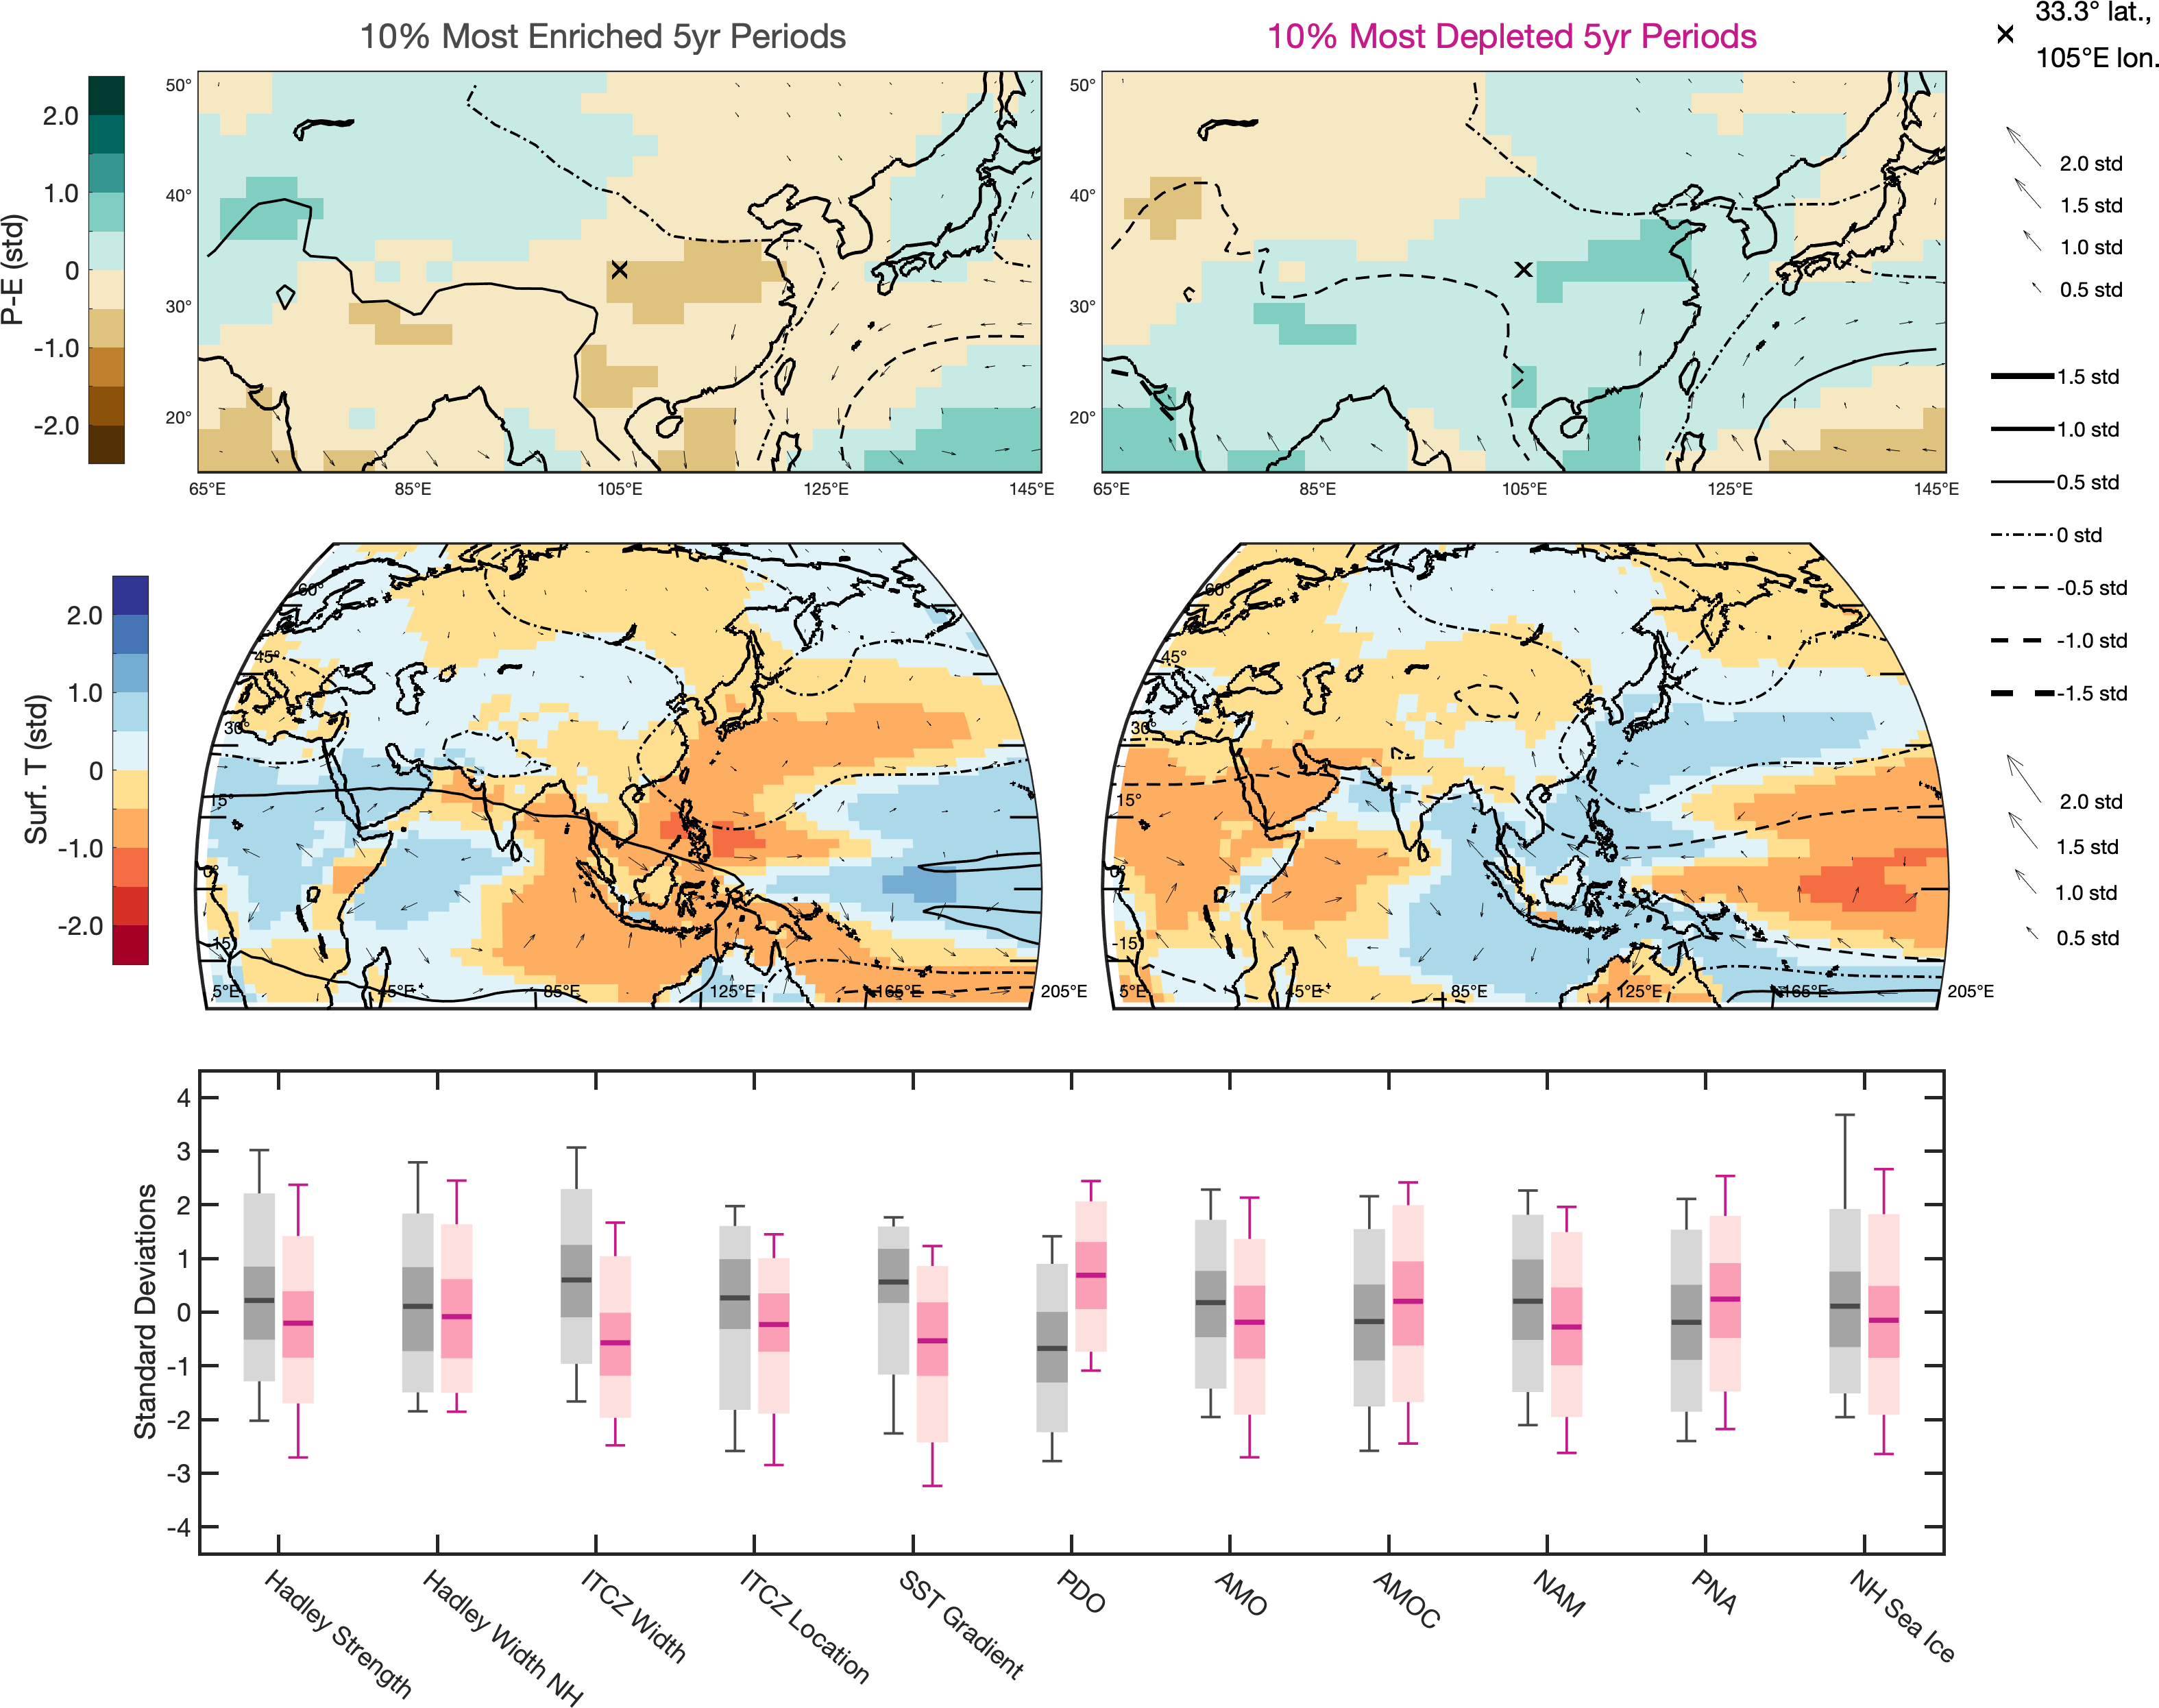 10% Most Enriched 5yr Periods
10% Most Depleted 5yr Periods
33.3° lat.,
105°E lon.
P-E (std)
2.0
1.0
0
-1.0
-2.0
50°
40°
30°
20°
65°E
85°E
105°E
125°E
145°E
50°
40°
30°
20°
65°E
85°E
105°E
125°E
145°E
2.0 std
1.5 std
1.0 std
0.5 std
1.5 std
1.0 std
0.5 std
0 std
-0.5 std
-1.0 std
-1.5 std
2.0 std
1.5 std
1.0 std
0.5 std
Surf. T (std)
2.0
1.0
0
-1.0
-2.0
60°
45°
30°
15°
0°
-15°
5°E
45°E
85°E
125°E
165°E
205°E
60°
45°
30°
15°
0°
-15°
5°E
45°E
85°E
125°E
165°E
205°E
Standard Deviations
4
3
2
1
0
-1
-2
-3
-4
Hadley Strength
Hadley Width NH
ITCZ Width
ITCZ Location
SST Gradient
PDO
AMO
AMOC
NAM
PNA
NH Sea Ice